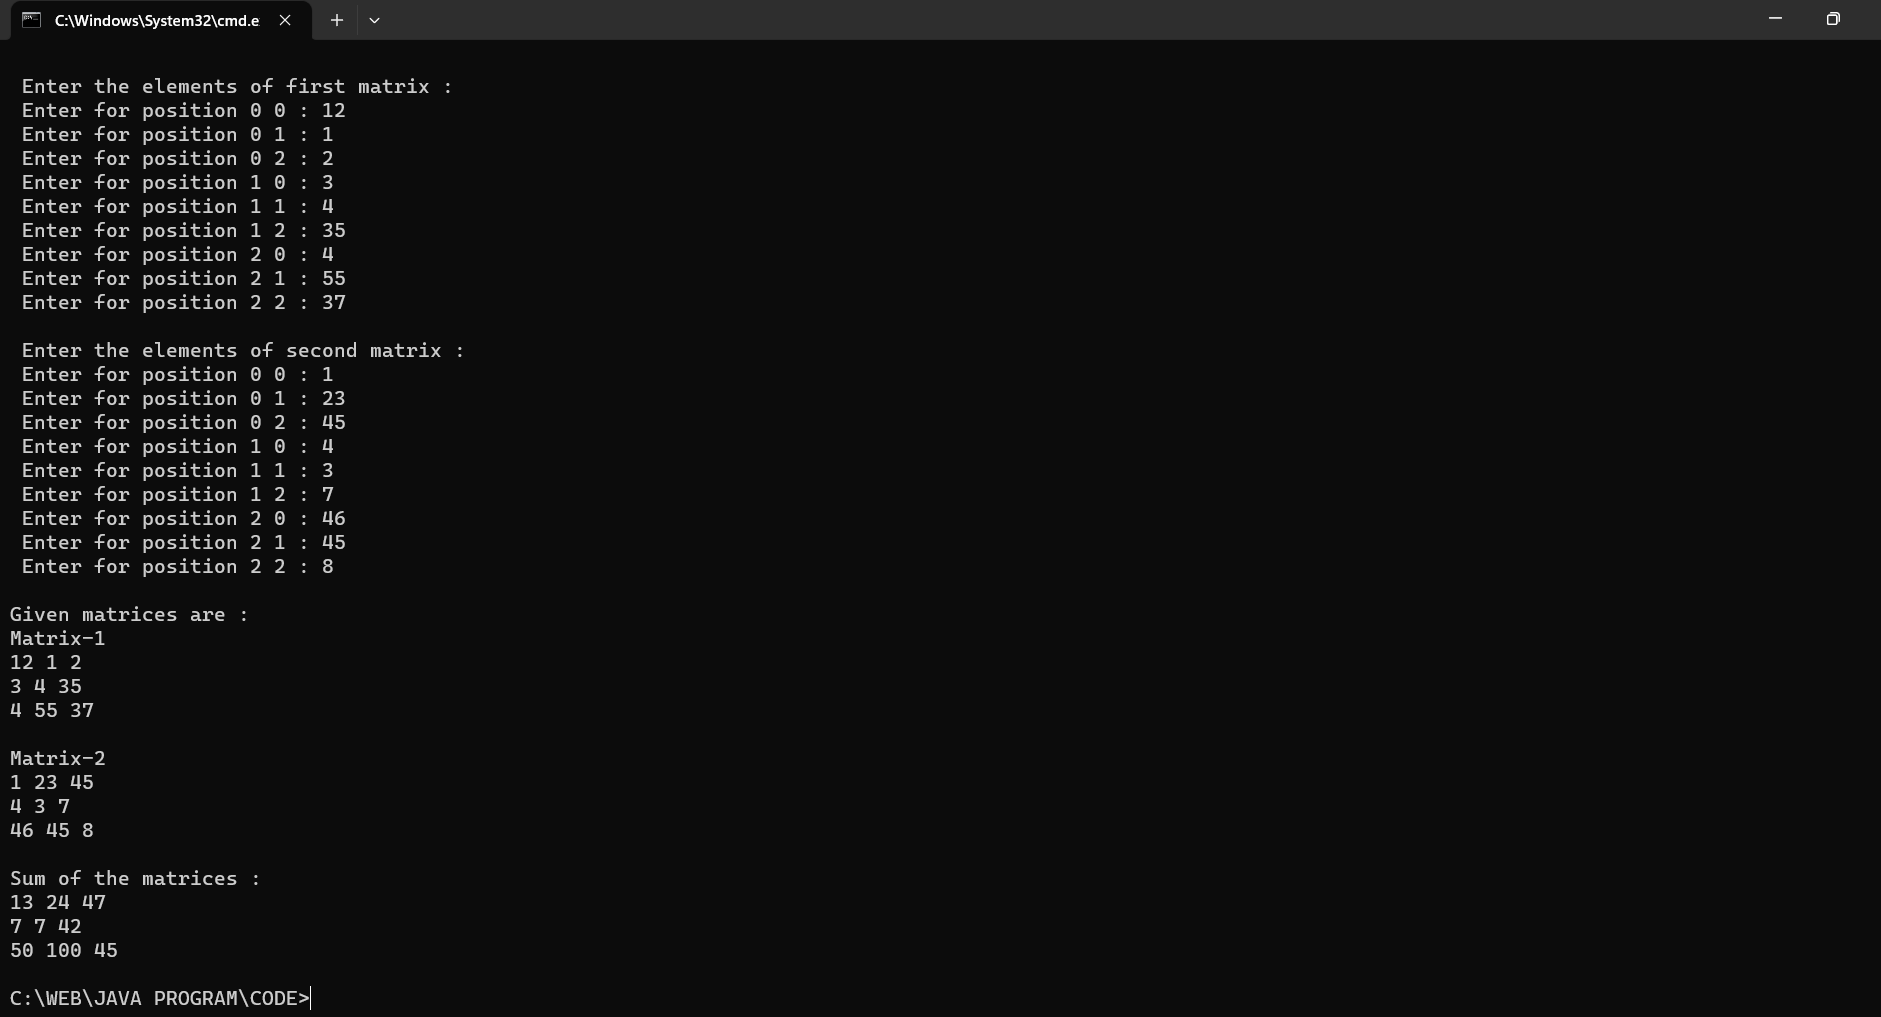 C:\Windows\System32\cmd.e
Enter the elements of first matrix :
Enter for position 0 0 : 12
Enter for position 0 1 : 1
Enter for position 0 2 : 2
Enter for position 1 0 : 3
Enter for position 1 1 : 4
Enter for position 1 2 : 35
Enter for position 2 0 : 4
Enter for position 2 1 : 55
Enter for position 2 2 : 37
Enter the elements of second matrix :
Enter for position 0 0 : 1
Enter for position 0 1 : 23
Enter for position 0 2 : 45
Enter for position 1 0 : 4
Enter for position 1 1 : 3
Enter for position 1 2 : 7
Enter for position 2 0 : 46
Enter for position 2 1 : 45
Enter for position 2 2 : 8
Given matrices are :
Matrix-1
12 1 2
3 4 35
4 55 37
Matrix-2
1 23 45
4 3 7
46 45 8
Sum of the matrices :
13 24 47
7 7 42
50 100 45
C:\WEB\JAVA PROGRAM\CODE>